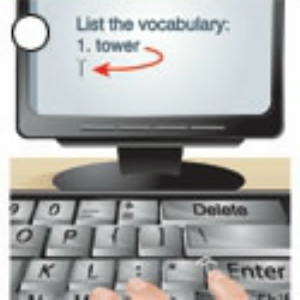 List the vocabulary:
1. tower
9 0 Delete
O P { ]
K L : " Enter